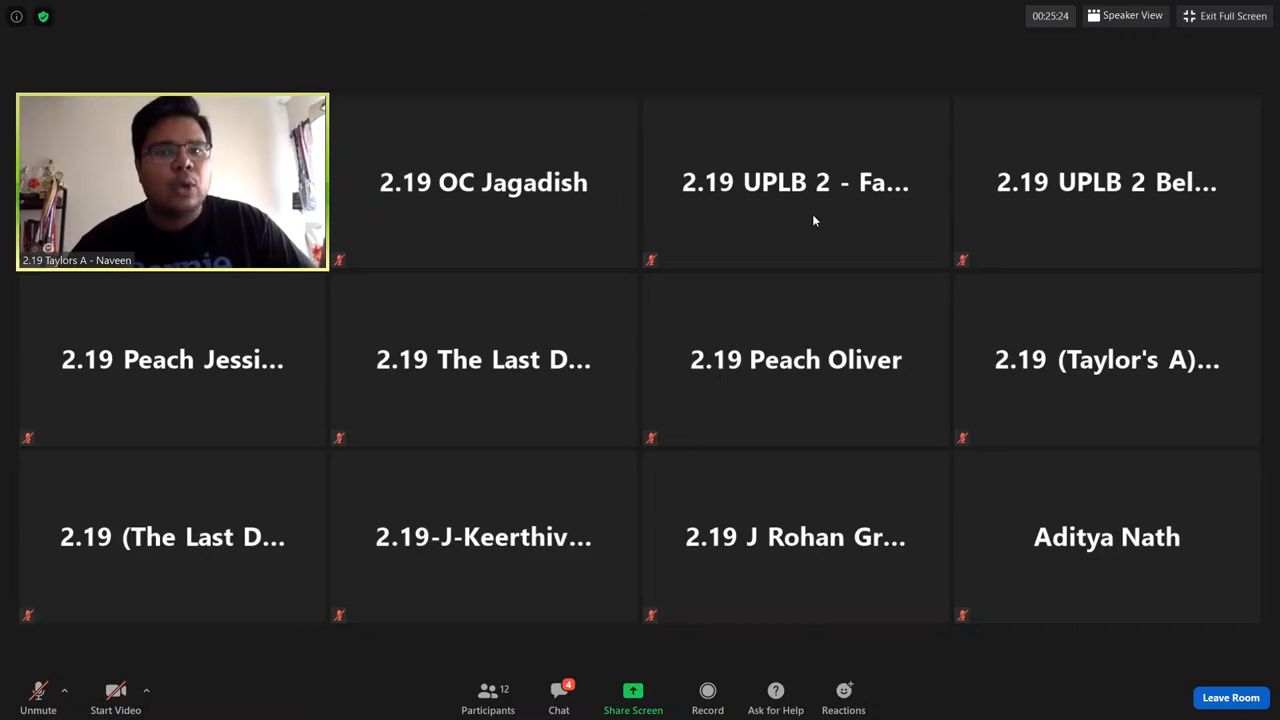 00:25:24
Speaker View
Exit Full Screen
2.19 Taylors A - Naveen
2.19 OC Jagadish
2.19 UPLB 2 - Fa...
2.19 UPLB 2 Bel...
2.19 Peach Jessi...
2.19 The Last D...
2.19 Peach Oliver
2.19 (Taylor's A)...
2.19 (The Last D...
2.19-J-Keerthiv...
2.19 J Rohan Gr...
Aditya Nath
Unmute
Start Video
12
Participants
4
Chat
Share Screen
Record
Ask for Help
Reactions
Leave Room